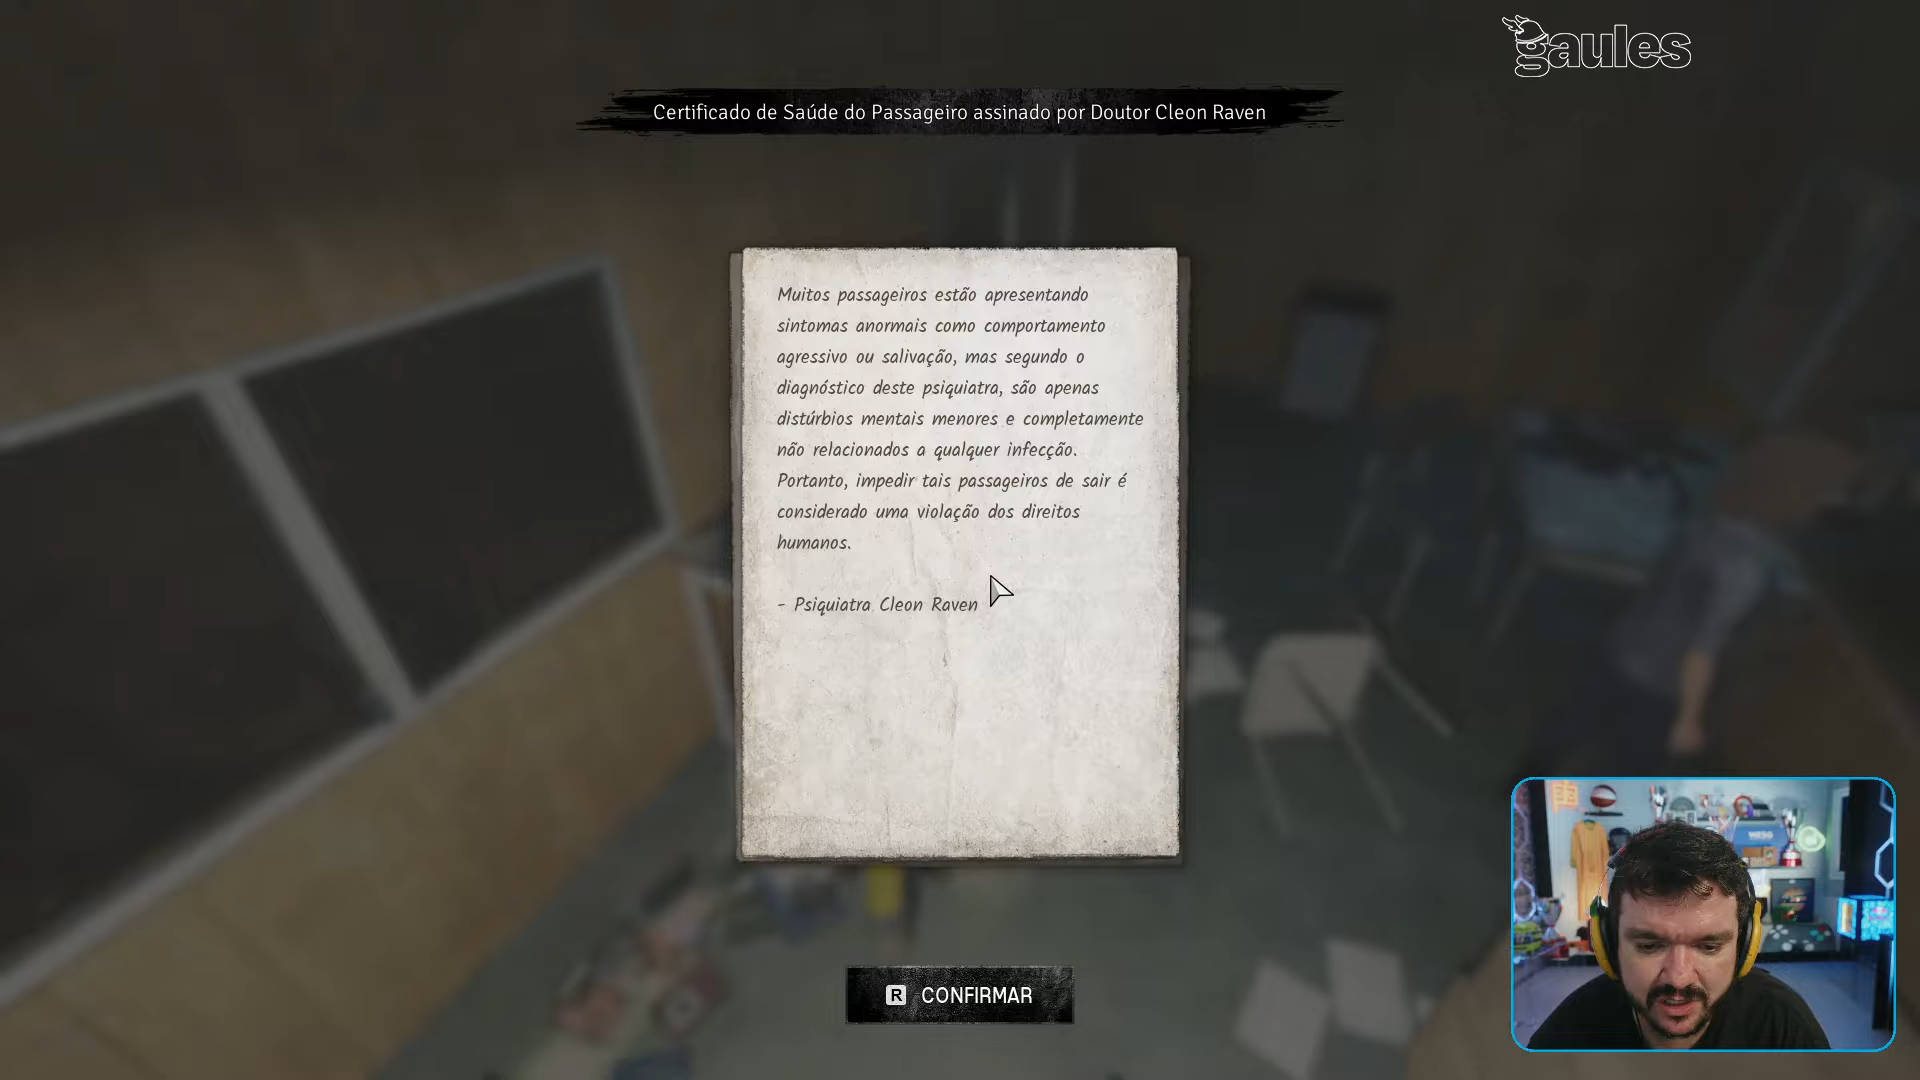 gaules
Certificado de Saúde do Passageiro assinado por Doutor Cleon Raven
Muitos passageiros estão apresentando
sintomas anormais como comportamento
agressivo ou salivação, mas segundo o
diagnóstico deste psiquiatra, são apenas
distúrbios mentais menores e completamente
não relacionados a qualquer infecção.
Portanto, impedir tais passageiros de sair é
considerado uma violação dos direitos
humanos.
- Psiquiatra Cleon Raven
R CONFIRMAR